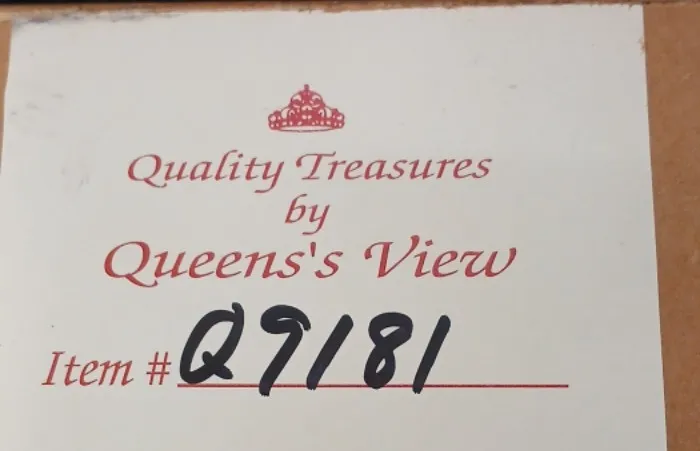 Quality Treasures
by
Queens's View
Item # Q9181